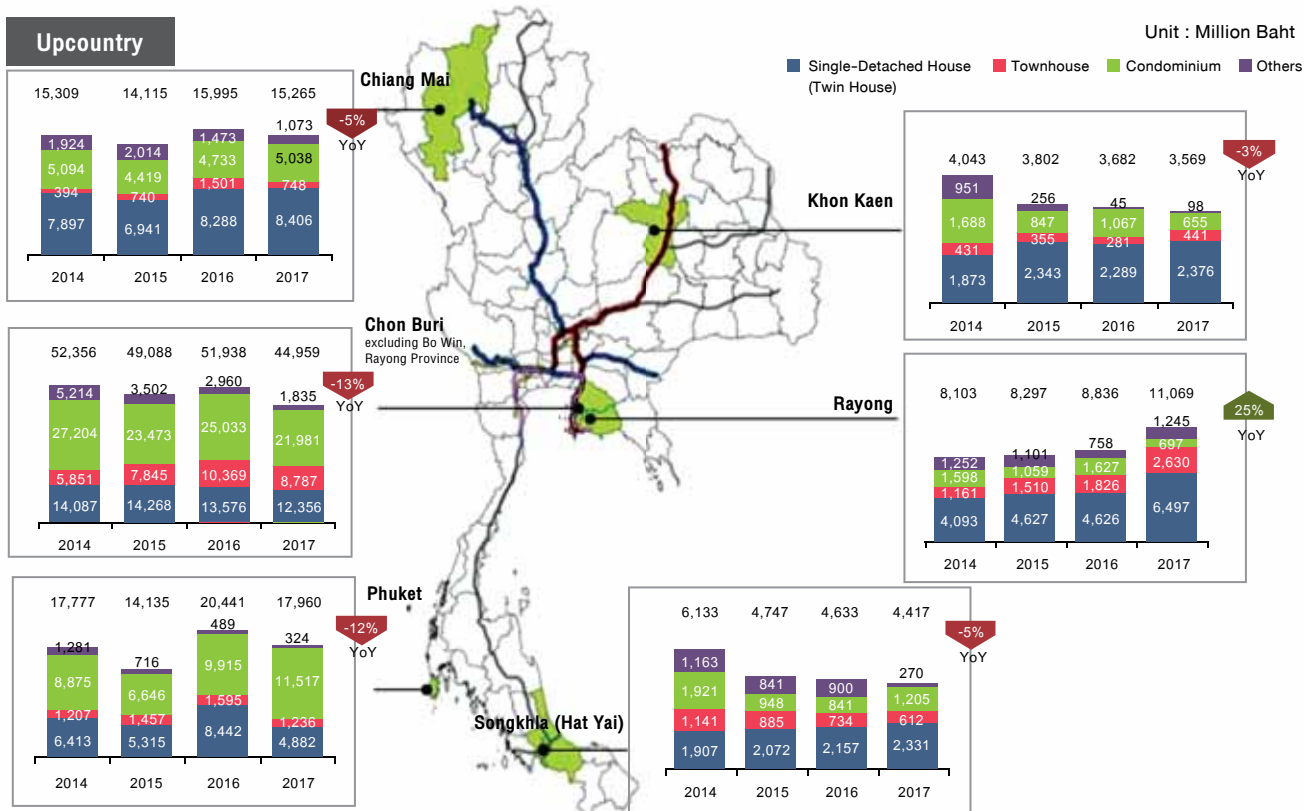 Upcountry
Unit : Million Baht
Single-Detached House
(Twin House)
Townhouse
Condominium
Others
Chiang Mai
15,309 14,115 15,995 15,265
-5%
YoY
1,924 2,014 1,473 1,073
5,094 4,419 4,733 5,038
394 740 1,501 748
7,897 6,941 8,288 8,406
2014 2015 2016 2017
Khon Kaen
4,043 3,802 3,682 3,569
-3%
YoY
951 256 45 98
1,688 847 1,067 655
431 355 281 441
1,873 2,343 2,289 2,376
2014 2015 2016 2017
Chon Buri
excluding Bo Win,
Rayong Province
52,356 49,088 51,938 44,959
-13%
YoY
5,214 3,502 2,960 1,835
27,204 23,473 25,033 21,981
5,851 7,845 10,369 8,787
14,087 14,268 13,576 12,356
2014 2015 2016 2017
Rayong
8,103 8,297 8,836 11,069
25%
YoY
1,252 1,101 758 1,245
1,598 1,059 1,627 697
1,161 1,510 1,826 2,630
4,093 4,627 4,626 6,497
2014 2015 2016 2017
Phuket
17,777 14,135 20,441 17,960
-12%
YoY
1,281 716 489 324
8,875 6,646 9,915 11,517
1,207 1,457 1,595 1,236
6,413 5,315 8,442 4,882
2014 2015 2016 2017
Songkhla (Hat Yai)
6,133 4,747 4,633 4,417
-5%
YoY
1,163 841 900 270
1,921 948 841 1,205
1,141 885 734 612
1,907 2,072 2,157 2,331
2014 2015 2016 2017